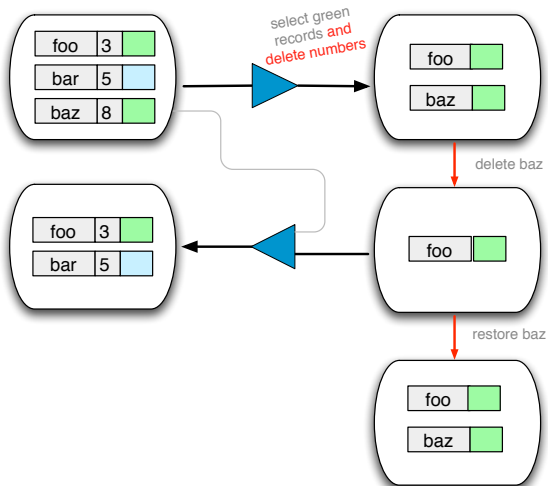 select green
records and
delete numbers
foo 3
bar 5
baz 8
foo
baz
delete baz
foo 3
bar 5
foo
restore baz
foo
baz